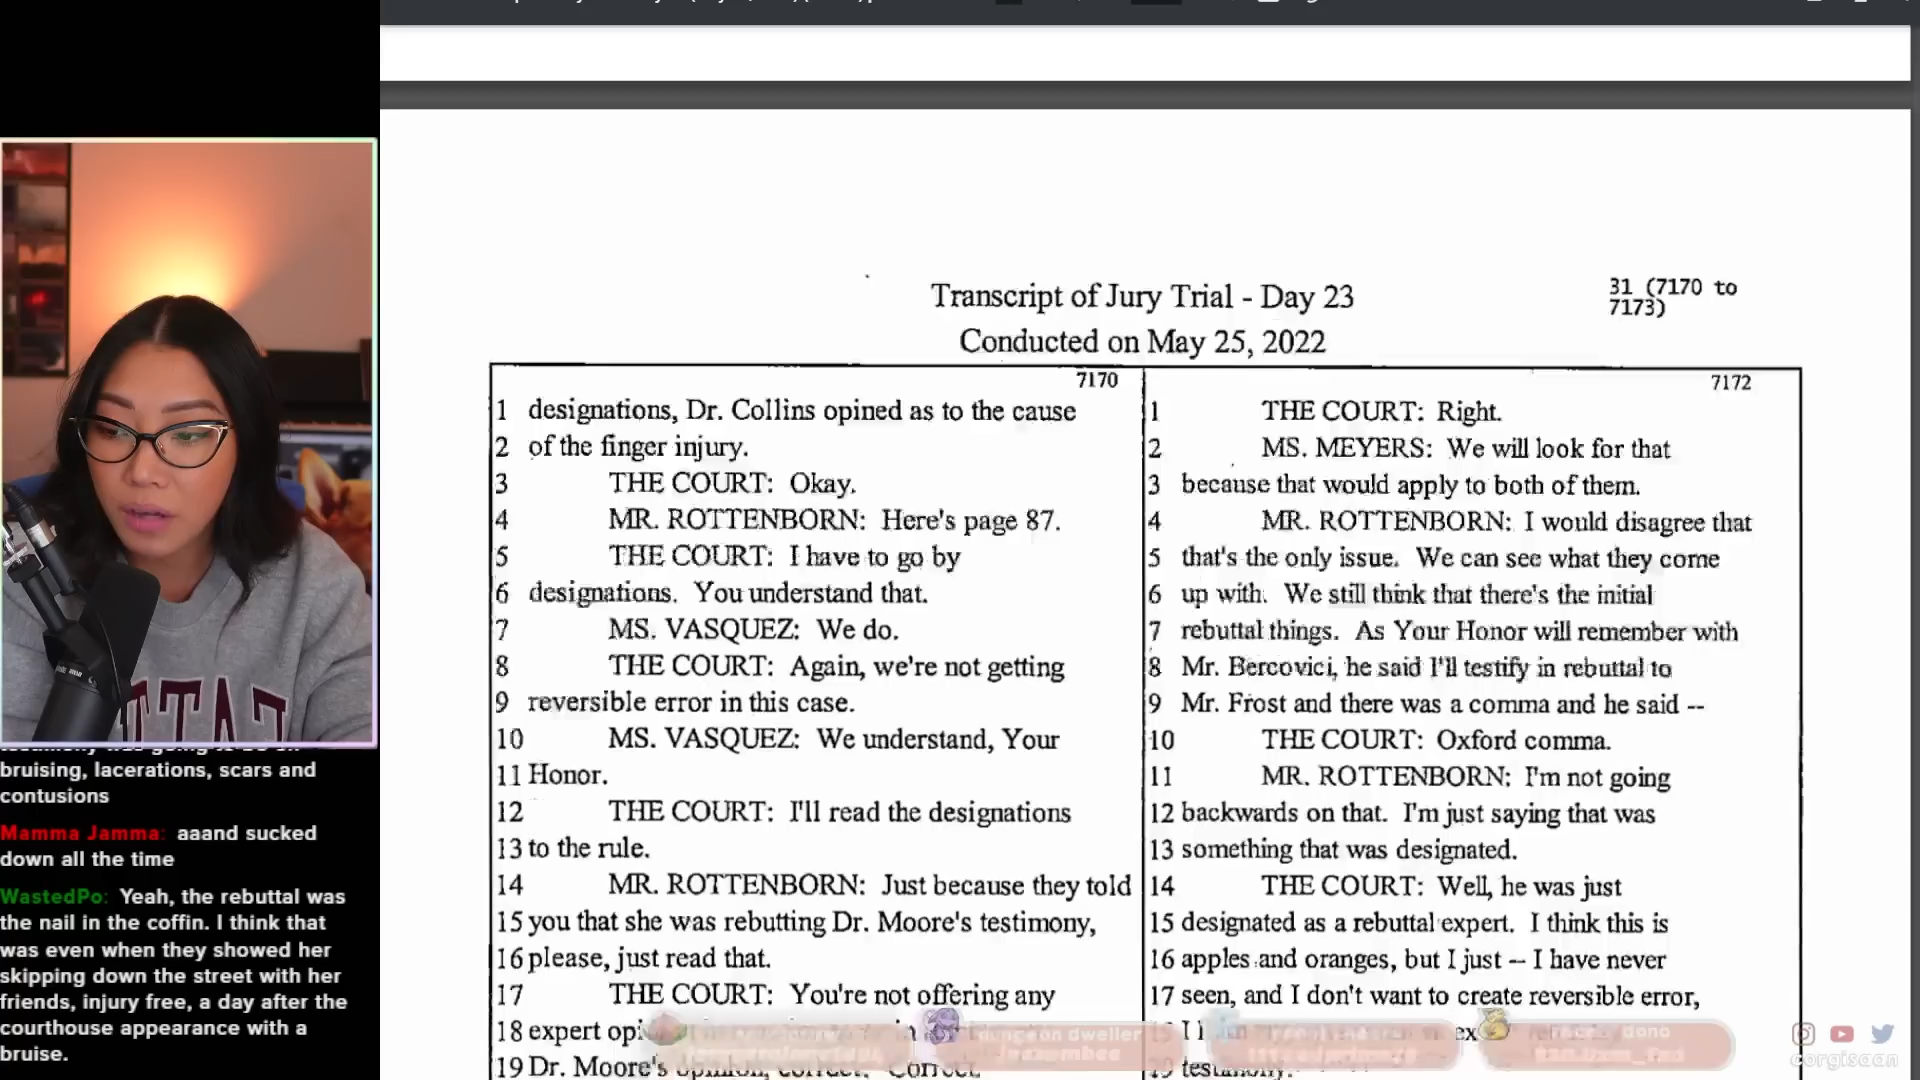 Transcript of Jury Trial - Day 23
Conducted on May 25, 2022
31 (7170 to
7173)
7170
1 designations, Dr. Collins opined as to the cause
2 of the finger injury.
3 THE COURT: Okay.
4 MR. ROTTENBORN: Here's page 87.
5 THE COURT: I have to go by
6 designations. You understand that.
7 MS. VASQUEZ: We do.
8 THE COURT: Again, we're not getting
9 reversible error in this case.
10 MS. VASQUEZ: We understand, Your
11 Honor.
12 THE COURT: I'll read the designations
13 to the rule.
14 MR. ROTTENBORN: Just because they told
15 you that she was rebutting Dr. Moore's testimony,
16 please, just read that.
17 THE COURT: You're not offering any
18 expert
19 Dr. Moore's opinion, correct. Correct.
7172
1 THE COURT: Right.
2 MS. MEYERS: We will look for that
3 because that would apply to both of them.
4 MR. ROTTENBORN: I would disagree that
5 that's the only issue. We can see what they come
6 up with. We still think that there's the initial
7 rebuttal things. As Your Honor will remember with
8 Mr. Bercovici, he said I'll testify in rebuttal to
9 Mr. Frost and there was a comma and he said --
10 THE COURT: Oxford comma.
11 MR. ROTTENBORN: I'm not going
12 backwards on that. I'm just saying that was
13 something that was designated.
14 THE COURT: Well, he was just
15 designated as a rebuttal expert. I think this is
16 apples and oranges, but I just -- I have never
17 seen, and I don't want to create reversible error,
18 I
19 testimony.
bruising, lacerations, scars and
contusions
Mamma Jamma: aaand sucked
down all the time
WastedPo: Yeah, the rebuttal was
the nail in the coffin. I think that
was even when they showed her
skipping down the street with her
friends, injury free, a day after the
courthouse appearance with a
bruise.
dungeon dweller
corgisaan